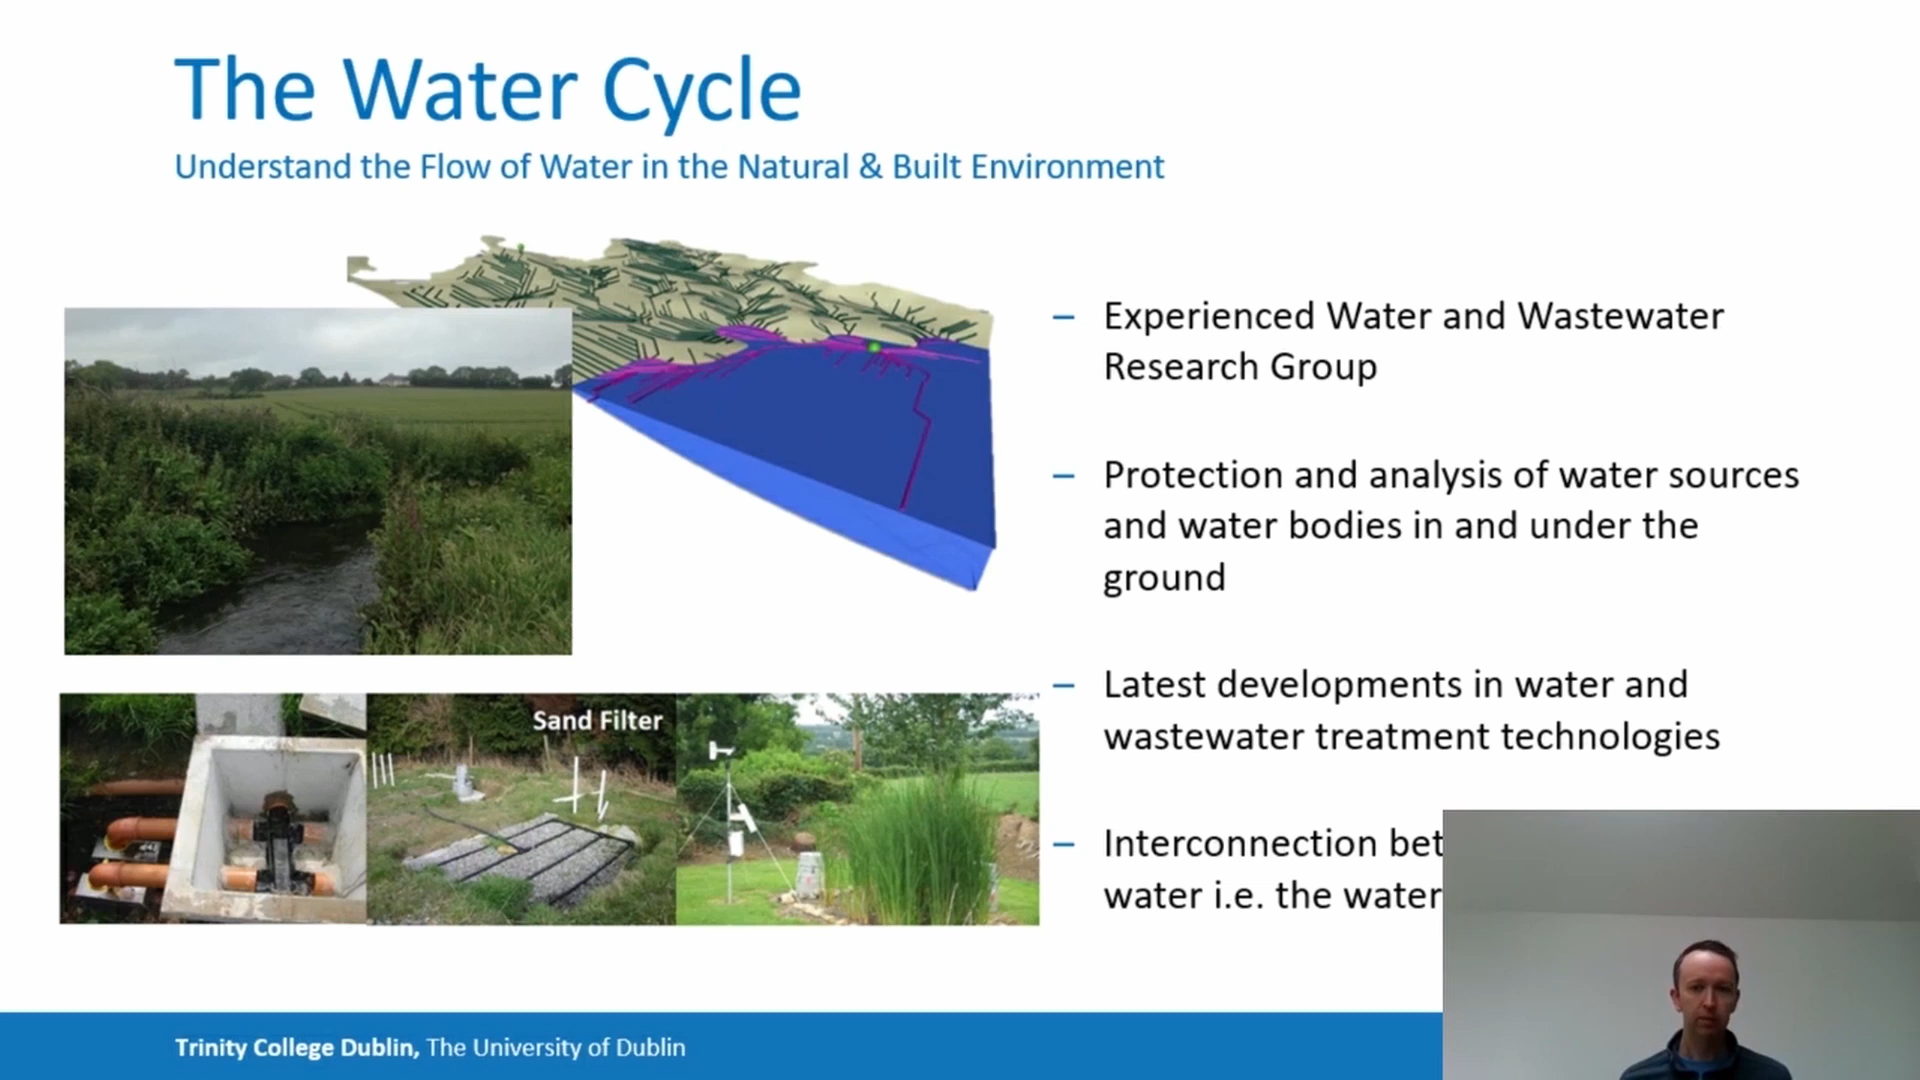 The Water Cycle
Understand the Flow of Water in the Natural & Built Environment
– Experienced Water and Wastewater
Research Group
– Protection and analysis of water sources
and water bodies in and under the
ground
– Latest developments in water and
wastewater treatment technologies
– Interconnection
water i.e. the water
Sand Filter
Trinity College Dublin, The University of Dublin